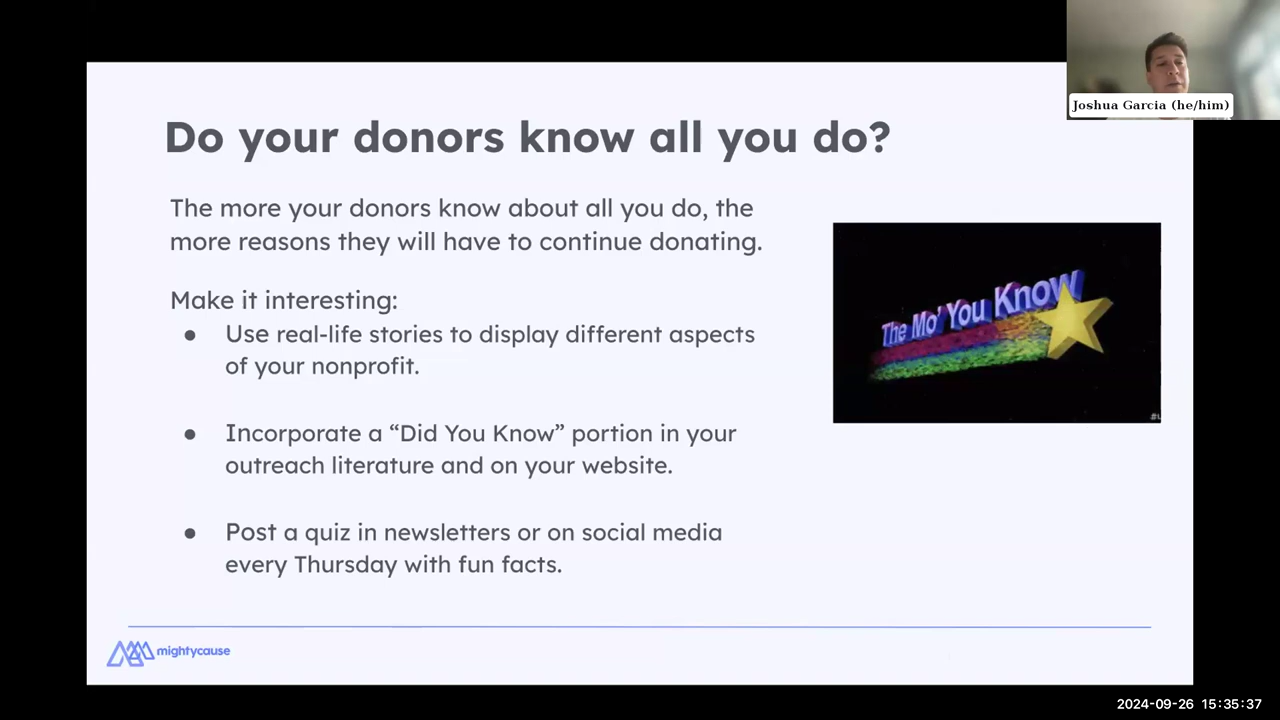 Joshua Garcia (he/him)
Do your donors know all you do?
The more your donors know about all you do, the
more reasons they will have to continue donating.
Make it interesting:
● Use real-life stories to display different aspects
of your nonprofit.
● Incorporate a “Did You Know” portion in your
outreach literature and on your website.
● Post a quiz in newsletters or on social media
every Thursday with fun facts.
The Mo' You Know
mightycause
2024-09-26 15:35:37